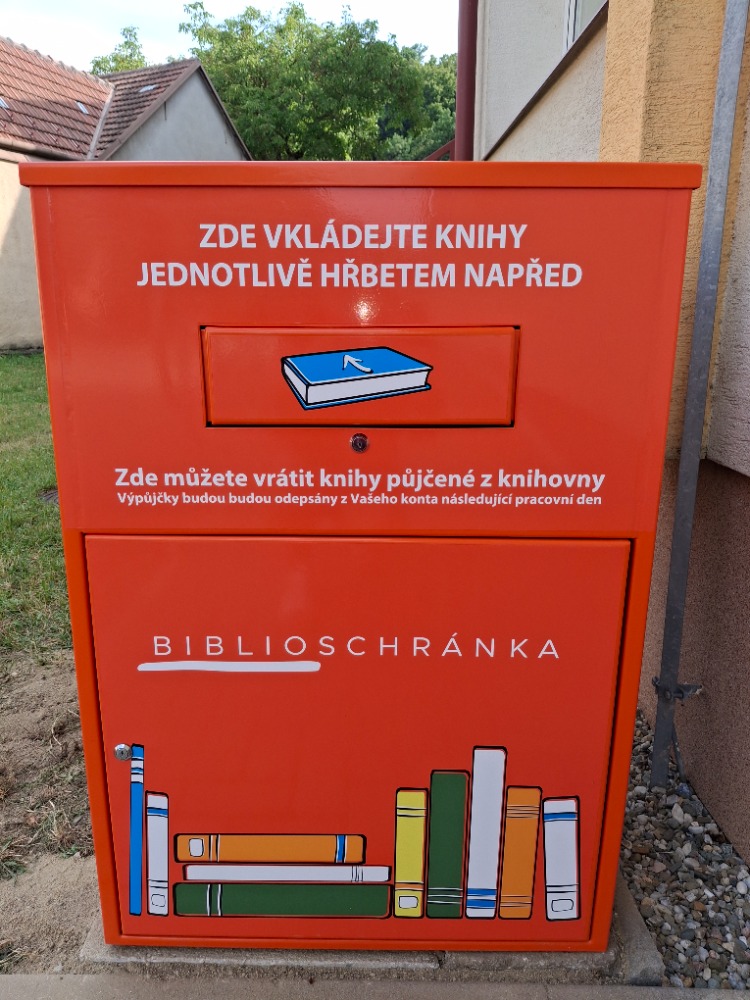 ZDE VKLÁDEJTE KNIHY
JEDNOTLIVĚ HŘBETEM NAPŘED
Zde můžete vrátit knihy půjčené z knihovny
Výpůjčky budou budou odepsány z Vašeho konta následující pracovní den
BIBLIOSCHRÁNKA